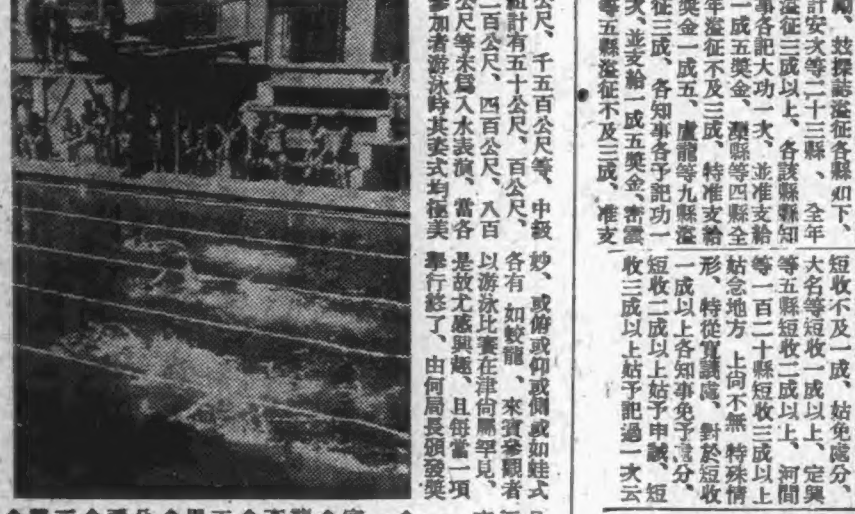 勵、茲探誌溢征各縣如下、
計安次等二十三縣、全年
溢征三成以上、各該縣縣知
事各記大功一次、並准支給
一成五獎金、灤縣等四縣全
年溢征不及三成、特准支給
獎金一成五、盧龍等九縣溢
征三成、各知事各予記功一
次、並支給一成五獎金、密雲
等五縣溢征不及三成、准支
短收不及一成、姑免處分、
大名等短收一成以上、定興
等五縣短收二成以上、河間
等一百二十縣短收三成以上
姑念地方上尚不無特殊情
形、特從寬議處、對於短收
一成以上各知事免予處分、
短收二成以上姑予申誡、短
收三成以上姑予記過一次云
公尺、千五百公尺等、中級
組計有五十公尺、百公尺、
二百公尺、四百公尺、八百
公尺等末爲入水表演、當各
參加者游泳時其姿式均極美
妙、或俯或仰或側或如蛙式
各有如蛟龍、來賓參觀者
以游泳比賽在津尙屬罕見、
是故尤感興趣、且每當一項
舉行終了、由何局長頒發獎